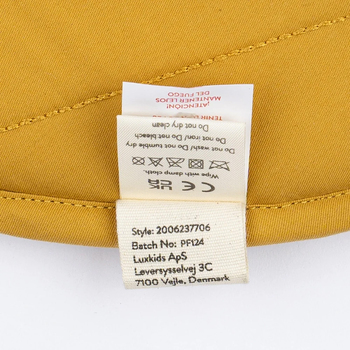 ¡ATENCIÓN!
MANTENER LEJOS
DEL FUEGO
Wipe with damp cloth.
Do not wash/ Do not tumble dry
Do not iron/ Do not bleach
Do not dry clean
UK CA CE
Style: 2006237706
Batch No: PF124
Luxkids ApS
Løversysselvej 3C
7100 Vejle, Denmark